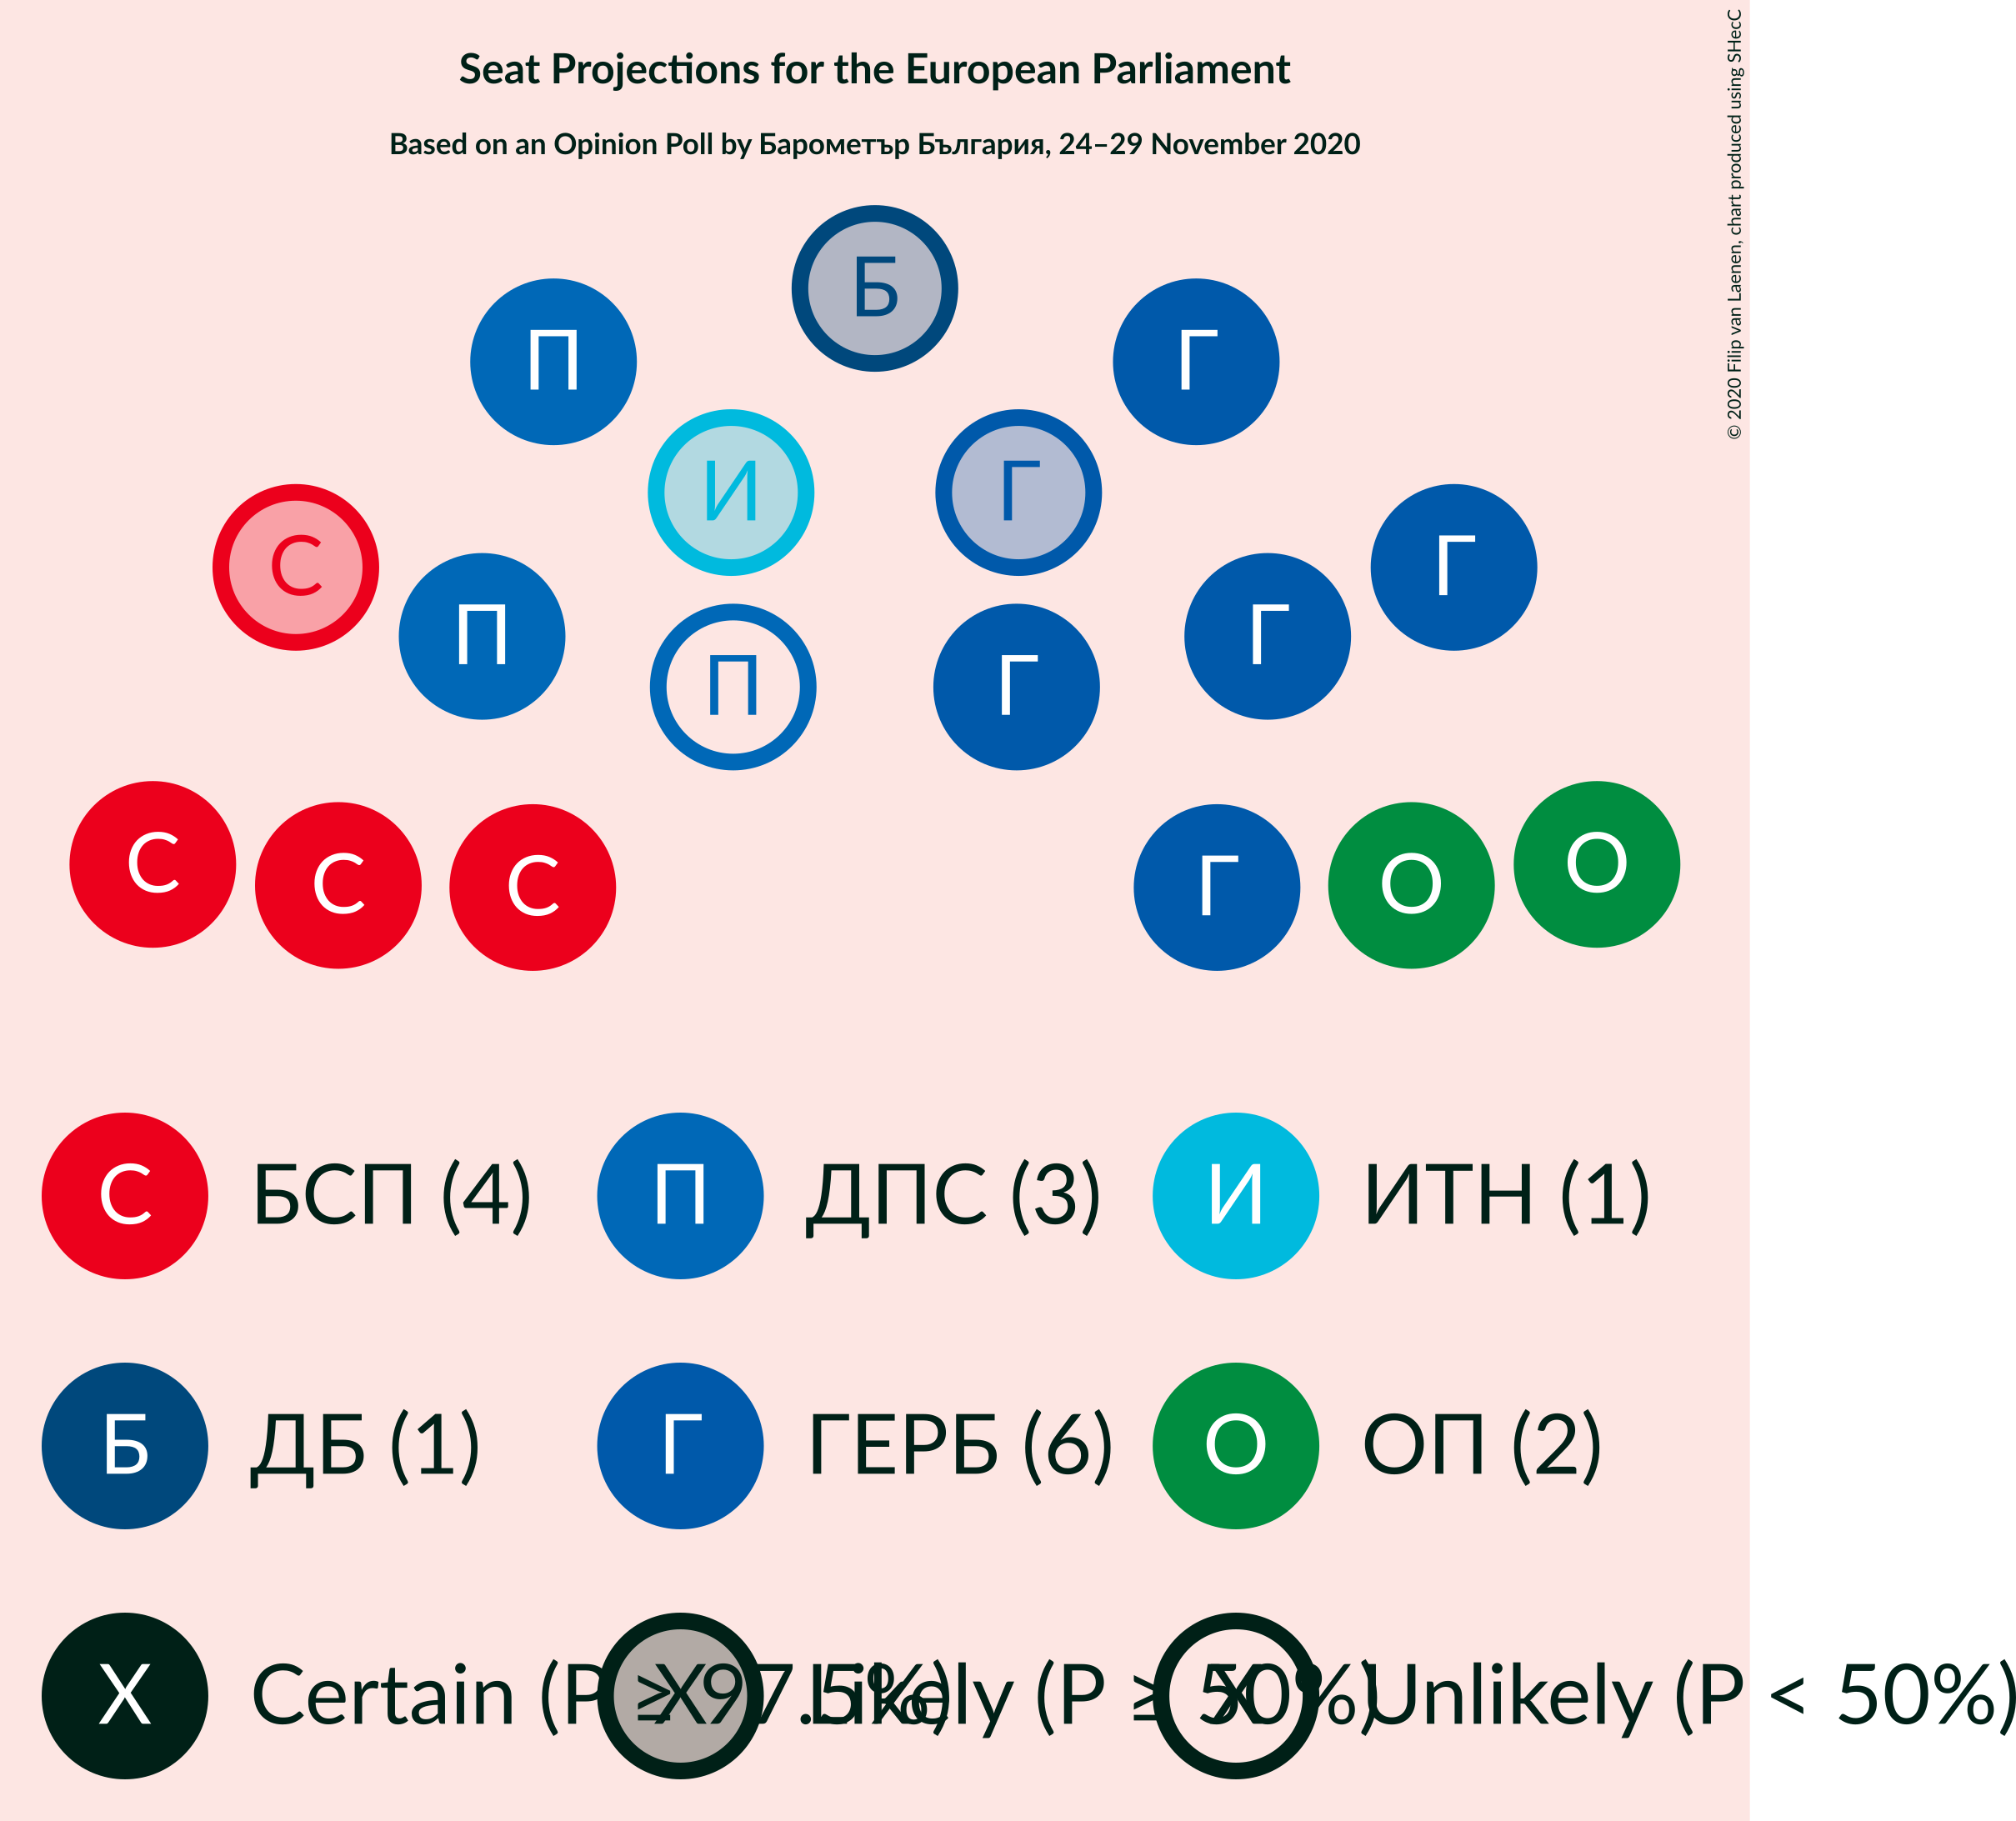 Seat Projections for the European Parliament
Based on an Opinion Poll by Барометър България, 24–29 November 2020
© 2020 Filip van Laenen, chart produced using SHecC
Б
П Г
И Г
С Г
П Г
П Г
С О
С С Г О
С БСП (4) П ДПС (3) И ИТН (1)
Б ДБ (1) Г ГЕРБ (6) О ОП (2)
X Certain (P ≥ 97.5%) X Likely (P ≥ 50%) X Unlikely (P < 50%)